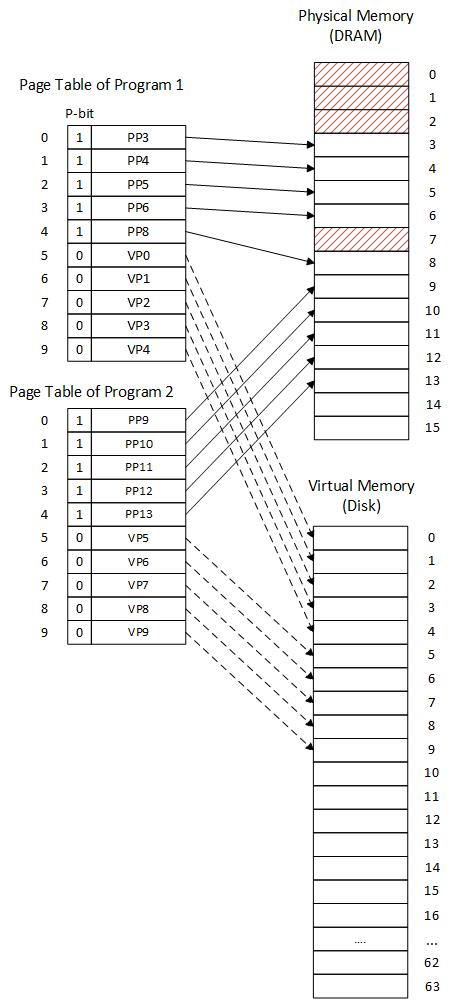 Physical Memory
(DRAM)
0
1
2
3
4
5
6
7
8
9
10
11
12
13
14
15
Page Table of Program 1
P-bit
0 1 PP3
1 1 PP4
2 1 PP5
3 1 PP6
4 1 PP8
5 0 VP0
6 0 VP1
7 0 VP2
8 0 VP3
9 0 VP4
Page Table of Program 2
0 1 PP9
1 1 PP10
2 1 PP11
3 1 PP12
4 1 PP13
5 0 VP5
6 0 VP6
7 0 VP7
8 0 VP8
9 0 VP9
Virtual Memory
(Disk)
0
1
2
3
4
5
6
7
8
9
10
11
12
13
14
15
16
.... ...
62
63